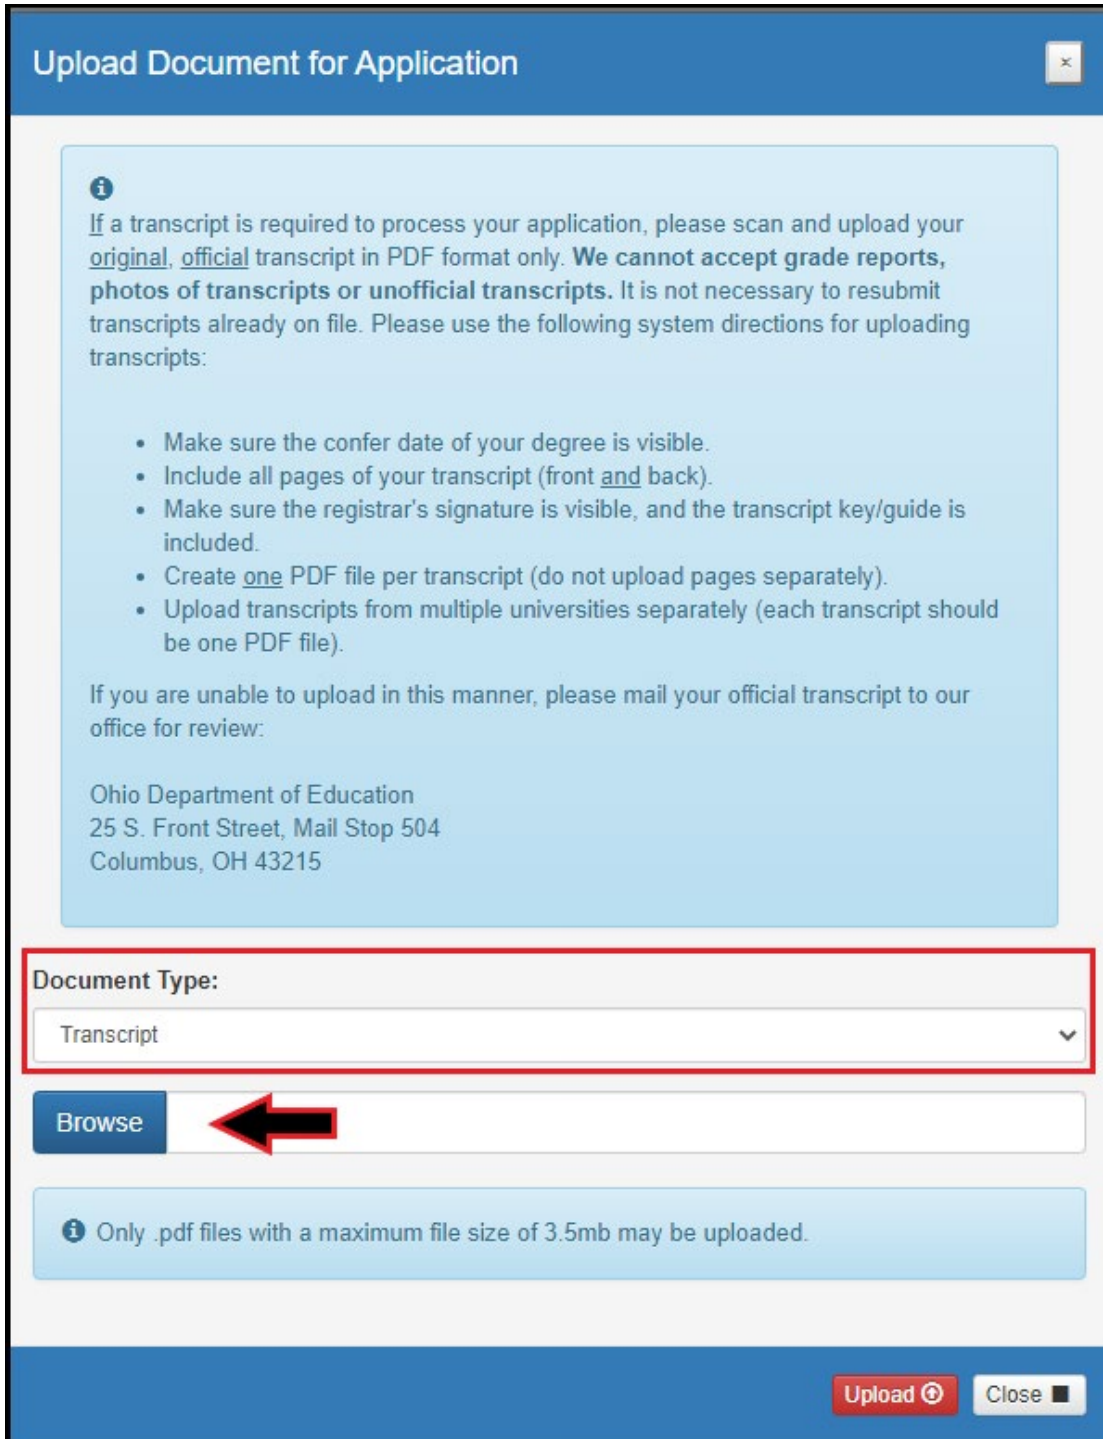 Upload Document for Application
If a transcript is required to process your application, please scan and upload your
original, official transcript in PDF format only. We cannot accept grade reports,
photos of transcripts or unofficial transcripts. It is not necessary to resubmit
transcripts already on file. Please use the following system directions for uploading
transcripts:
• Make sure the confer date of your degree is visible.
• Include all pages of your transcript (front and back).
• Make sure the registrar's signature is visible, and the transcript key/guide is
included.
• Create one PDF file per transcript (do not upload pages separately).
• Upload transcripts from multiple universities separately (each transcript should
be one PDF file).
If you are unable to upload in this manner, please mail your official transcript to our
office for review:
Ohio Department of Education
25 S. Front Street, Mail Stop 504
Columbus, OH 43215
Document Type:
Transcript
Browse
Only .pdf files with a maximum file size of 3.5mb may be uploaded.
Upload
Close